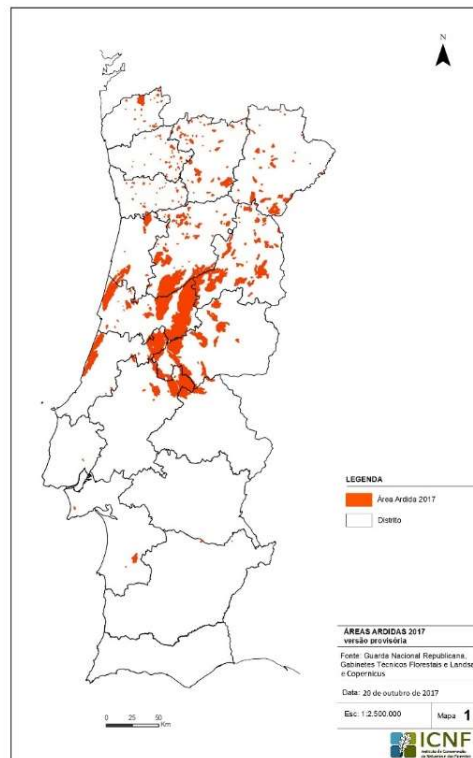 N
LEGENDA
Área Ardida 2017
Distrito
ÁREAS ARDIDAS 2017
versão provisória
Fonte: Guarda Nacional Republicana,
Gabinetes Técnicos Florestais e Landsa
e Copernicus
Data: 20 de outubro de 2017
Esc: 1:2.500.000
Mapa 1
0 25 50
Km
ICNF